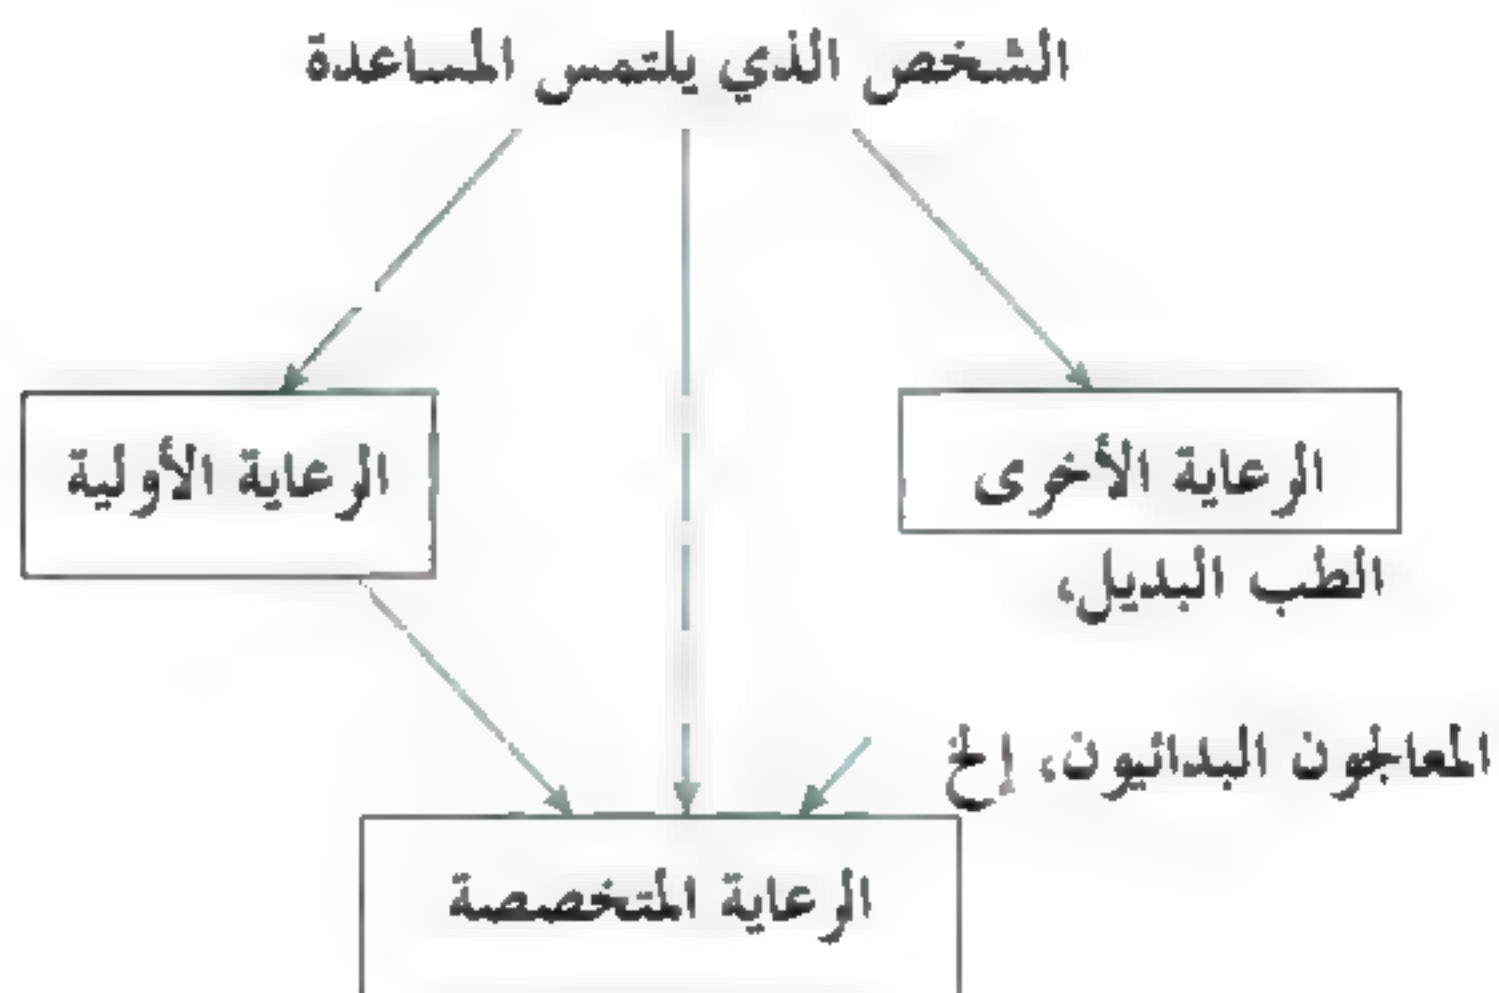 الشخص الذي يلتمس المساعدة
الرعاية الأخرى
الرعاية الأولية
الطب البديل،
المعالجون البدائيون، إلخ
الرعاية المتخصصة